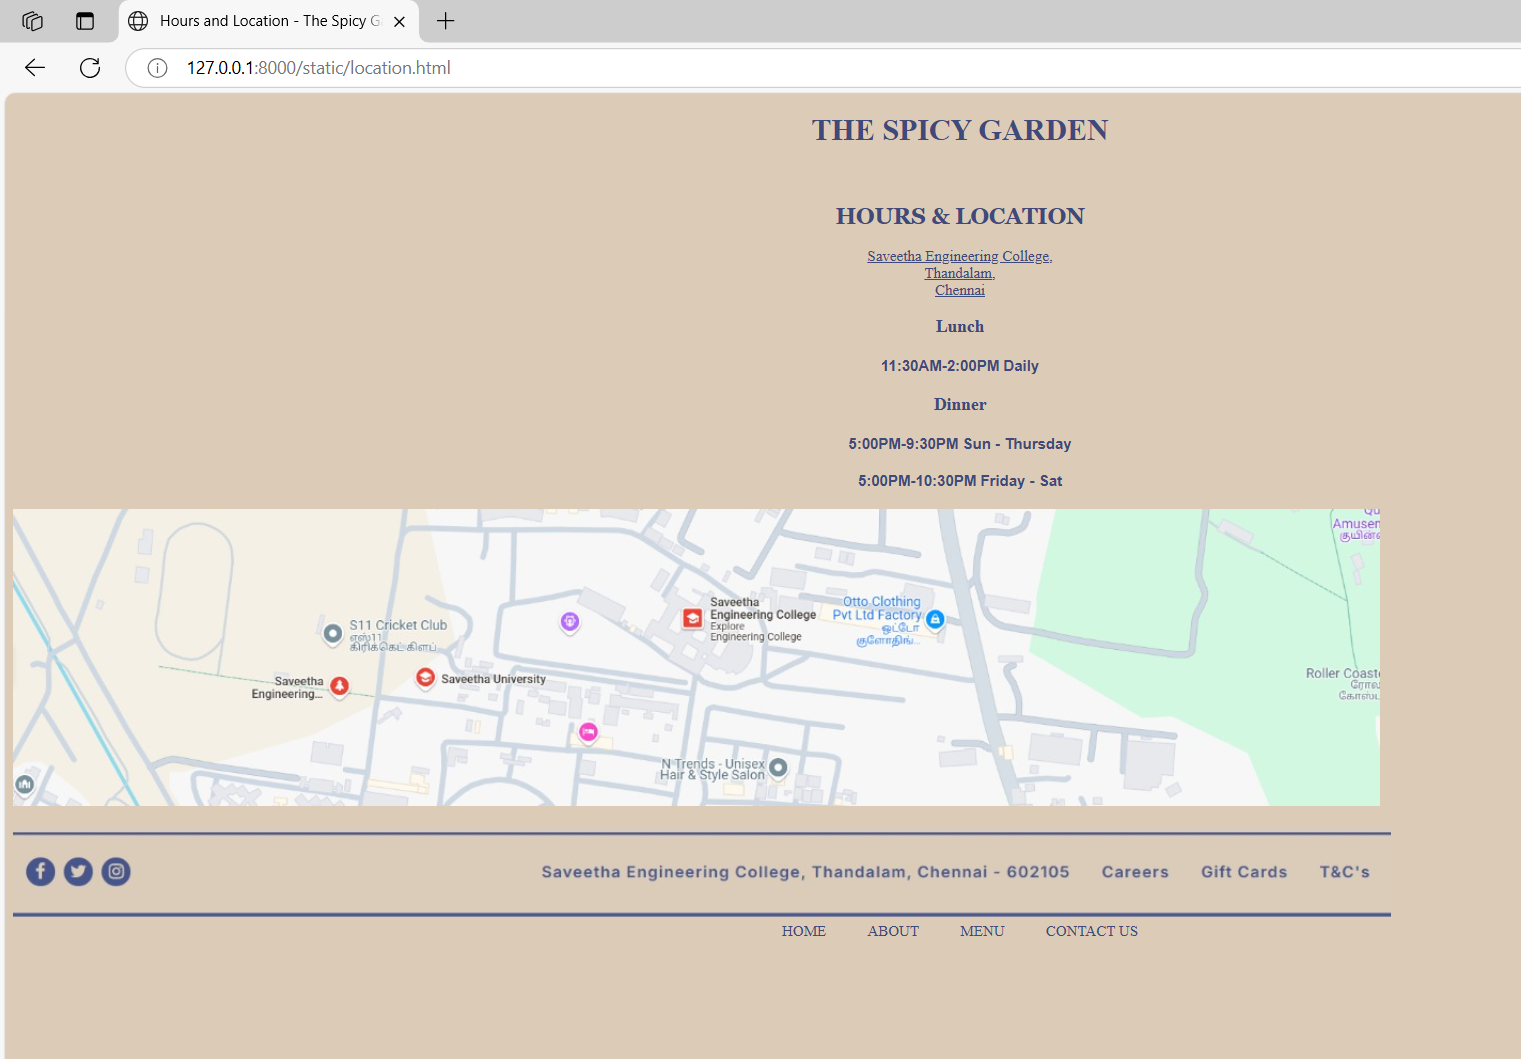 Hours and Location - The Spicy G
127.0.0.1:8000/static/location.html
THE SPICY GARDEN
HOURS & LOCATION
Saveetha Engineering College,
Thandalam,
Chennai
Lunch
11:30AM-2:00PM Daily
Dinner
5:00PM-9:30PM Sun - Thursday
5:00PM-10:30PM Friday - Sat
Qu
Amusem
குயின்
Saveetha
Engineering College
Explore
Engineering College
Otto Clothing
Pvt Ltd Factory
ஒட்டோ
குளோதிங்...
S11 Cricket Club
எஸ்11
கிரிக்கெட் கிளப்
Saveetha
Engineering...
Saveetha University
Roller Coaste
ரோல
கோஸ்ட
N Trends - Unisex
Hair & Style Salon
Saveetha Engineering College, Thandalam, Chennai - 602105 Careers Gift Cards T&C's
HOME ABOUT MENU CONTACT US